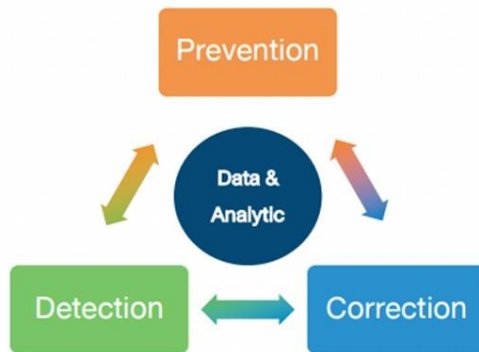 Prevention
Data &
Analytic
Detection
Correction